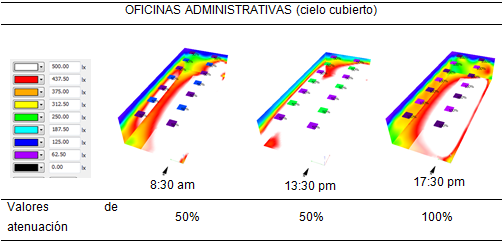 OFICINAS ADMINISTRATIVAS (cielo cubierto)
500.00 lx
437.50 lx
375.00 lx
312.50 lx
250.00 lx
187.50 lx
125.00 lx
62.50 lx
0.00 lx
8:30 am
13:30 pm
17:30 pm
Valores de
atenuación
50%
50%
100%